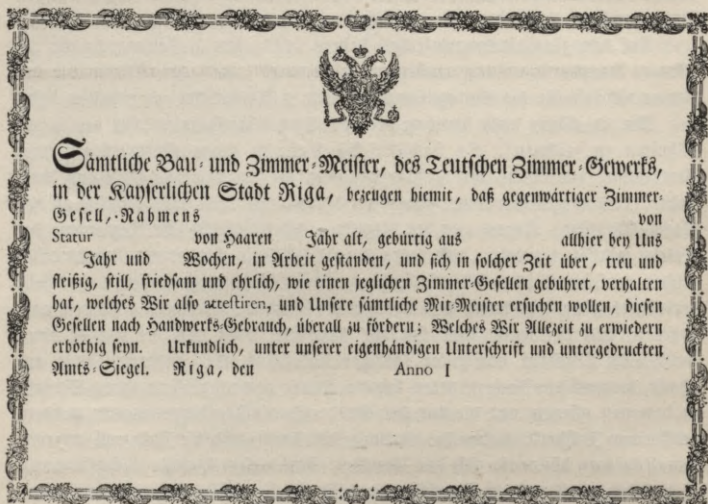 Sämtliche Bau- und Zimmer-Meister, des Teutschen Zimmer-Gewerks,
in der Kayserlichen Stadt Riga, bezeugen hiemit, daß gegenwärtiger Zimmer-
Gesell, Nahmens von
Statur von Haaren Jahr alt, gebürtig aus allhier bey Uns
Jahr und Wochen, in Arbeit gestanden, und sich in solcher Zeit über, treu und
fleißig, still, friedsam und ehrlich, wie einen jeglichen Zimmer-Gesellen gebühret, verhalten
hat, welches Wir also attestiren, und Unsere sämtliche Mit-Meister ersuchen wollen, diesen
Gesellen nach Handwerks-Gebrauch, überall zu fördern; Welches Wir Allezeit zu erwiedern
erböthig seyn. Urkundlich, unter unserer eigenhändigen Unterschrift und untergedruckten
Amts-Siegel. Riga, den Anno I